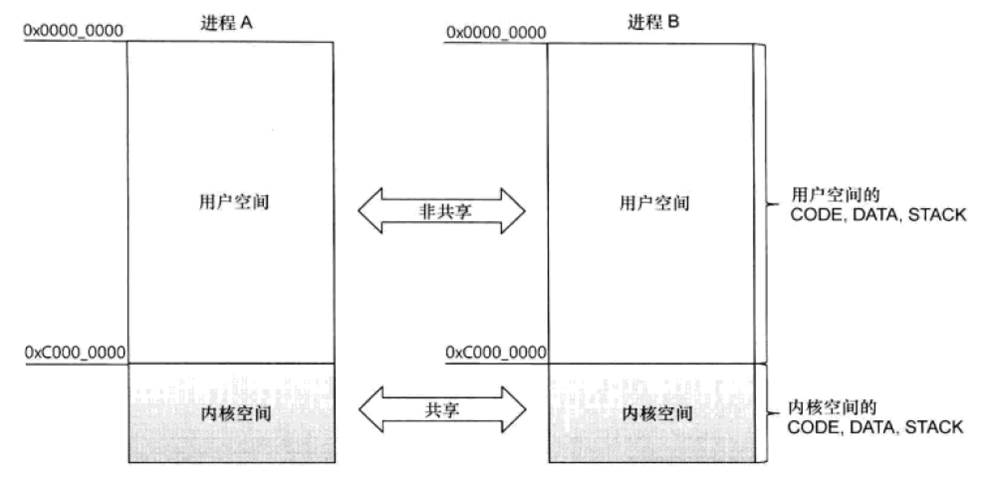 进程 A
进程 B
0x0000_0000
0x0000_0000
用户空间
非共享
用户空间
用户空间的
CODE, DATA, STACK
0xC000_0000
0xC000_0000
内核空间
共享
内核空间
内核空间的
CODE, DATA, STACK